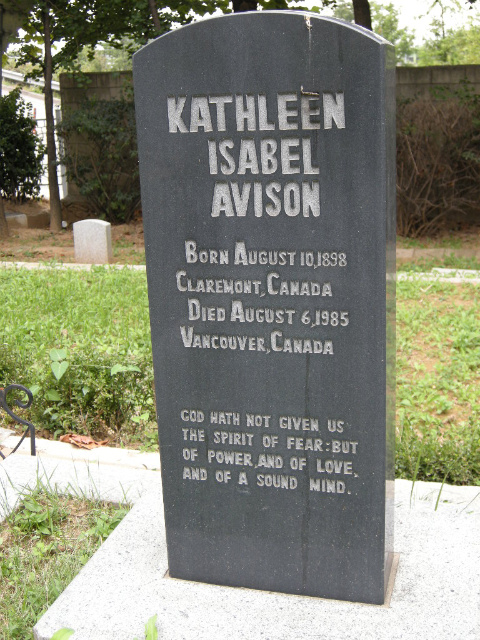 KATHLEEN
ISABEL
AVISON
BORN AUGUST 10, 1898
CLAREMONT, CANADA
DIED AUGUST 6, 1985
VANCOUVER, CANADA
GOD HATH NOT GIVEN US
THE SPIRIT OF FEAR: BUT
OF POWER, AND OF LOVE,
AND OF A SOUND MIND.